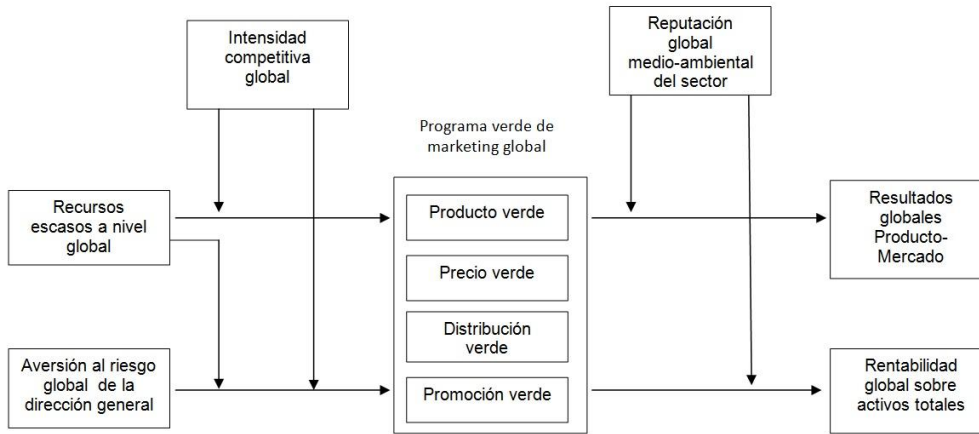 Intensidad
competitiva
global
Reputación
global
medio-ambiental
del sector
Programa verde de
marketing global
Recursos
escasos a nivel
global
Producto verde
Precio verde
Distribución
verde
Promoción verde
Resultados
globales
Producto-
Mercado
Aversión al riesgo
global de la
dirección general
Rentabilidad
global sobre
activos totales